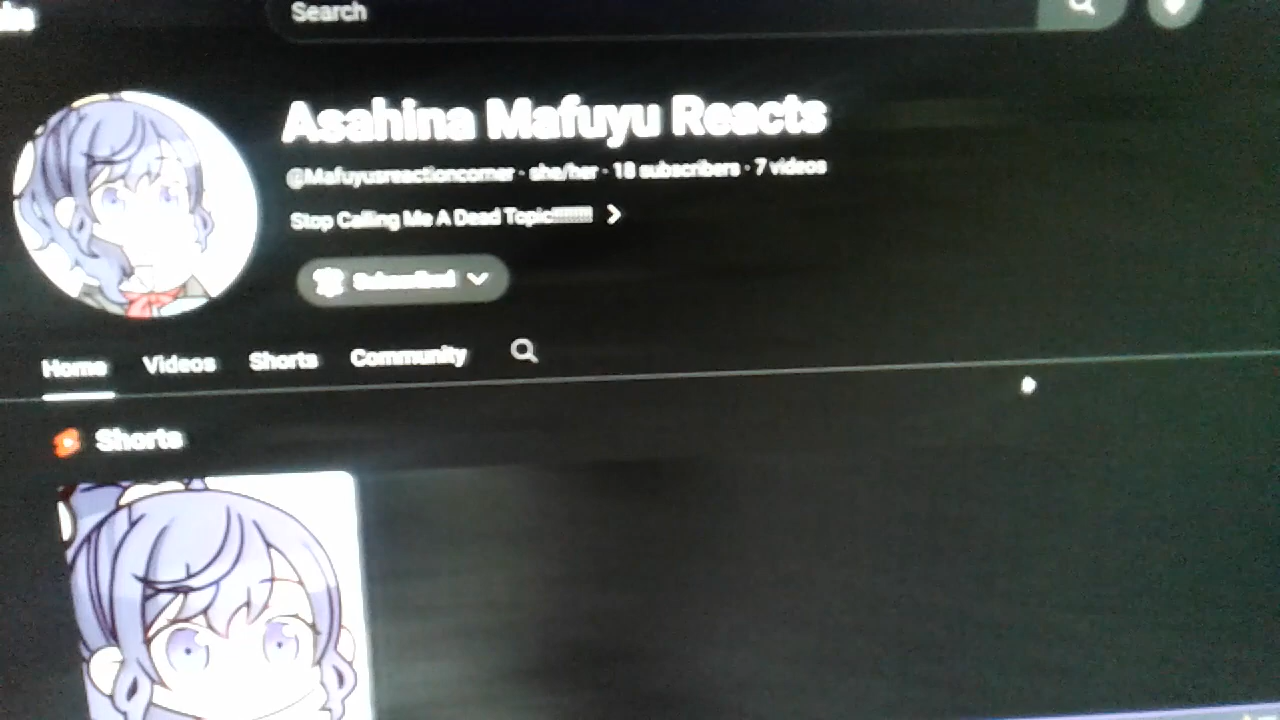 Search
Asahina Mafuyu Reacts
@Mafuyusreactioncorner · she/her · 18 subscribers · 7 videos
Stop Calling Me A Dead Topic!!!!!!!!!
Subscribed
Home Videos Shorts Community
Shorts